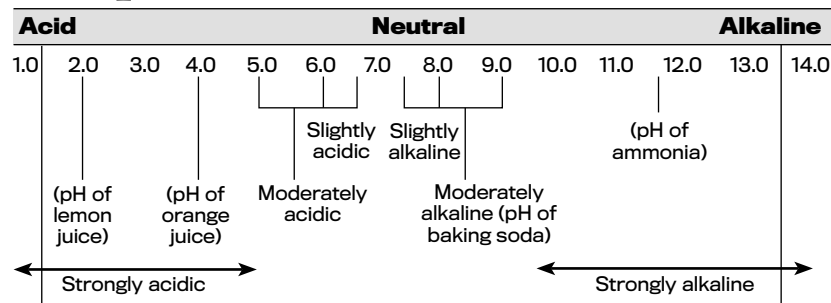 Acid Neutral Alkaline
1.0 2.0 3.0 4.0 5.0 6.0 7.0 8.0 9.0 10.0 11.0 12.0 13.0 14.0
Slightly
acidic
Slightly
alkaline
(pH of
ammonia)
(pH of
lemon
juice)
(pH of
orange
juice)
Moderately
acidic
Moderately
alkaline (pH of
baking soda)
Strongly acidic
Strongly alkaline